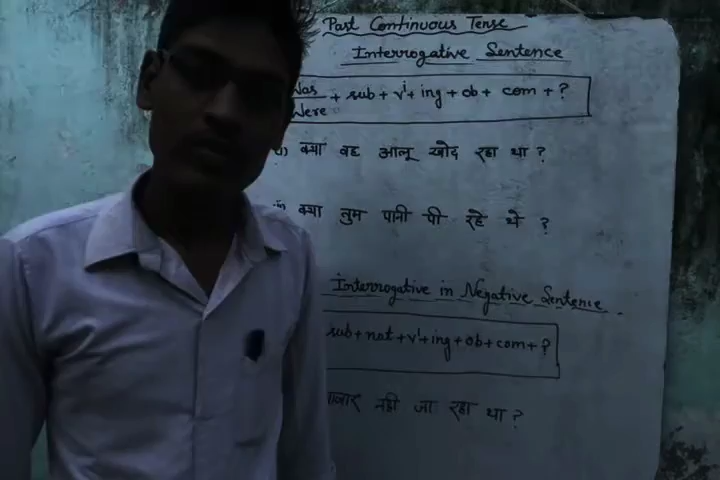 Past Continuous Tense
Interrogative Sentence
Was
Were + sub + v¹ + ing + ob + com + ?
i) क्या वह आलू खोद रहा था ?
ii) क्या तुम पानी पी रहे थे ?
Interrogative in Negative Sentence
sub + not + v¹ + ing + ob + com + ?
नहीं जा रहा था ?